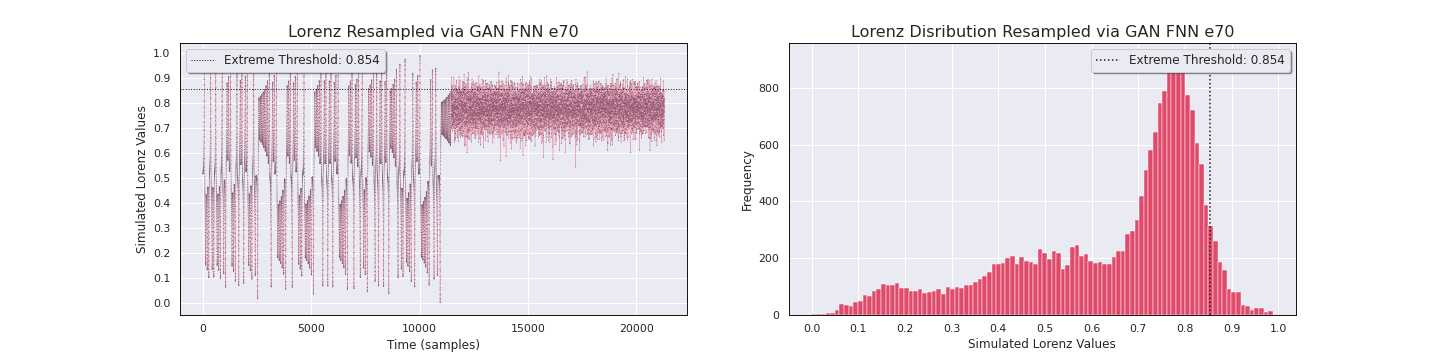 Lorenz Resampled via GAN FNN e70
Extreme Threshold: 0.854
1.0
0.9
0.8
0.7
0.6
0.5
0.4
0.3
0.2
0.1
0.0
Simulated Lorenz Values
0 5000 10000 15000 20000
Time (samples)
Lorenz Disribution Resampled via GAN FNN e70
Extreme Threshold: 0.854
800
600
400
200
0
Frequency
0.0 0.1 0.2 0.3 0.4 0.5 0.6 0.7 0.8 0.9 1.0
Simulated Lorenz Values